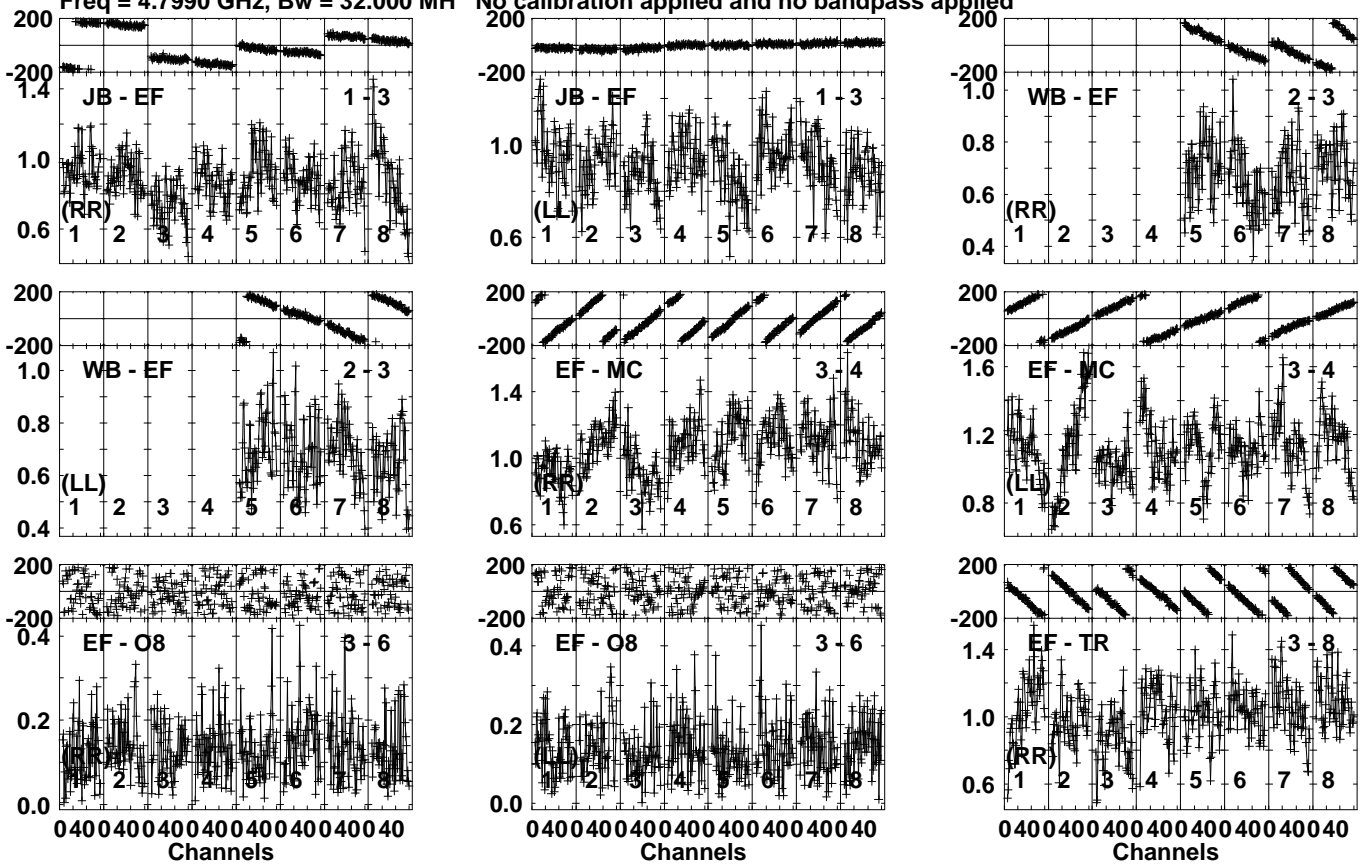 Freq = 4.7990 GHz, Bw = 32.000 MH No calibration applied and no bandpass applied
200
-200
1.4
1.0
0.6
JB - EF 1 - 3
(RR)
1 2 3 4 5 6 7 8
200
-200
1.0
0.6
JB - EF 1 - 3
(LL)
1 2 3 4 5 6 7 8
200
-200
1.0
0.8
0.6
0.4
WB - EF 2 - 3
(RR)
1 2 3 4 5 6 7 8
200
-200
1.0
0.8
0.6
0.4
WB - EF 2 - 3
(LL)
1 2 3 4 5 6 7 8
200
-200
1.4
1.0
0.6
EF - MC 3 - 4
(RR)
1 2 3 4 5 6 7 8
200
-200
1.6
1.2
0.8
EF - MC 3 - 4
(LL)
1 2 3 4 5 6 7 8
200
-200
0.4
0.2
0.0
EF - O8 3 - 6
(RR)
1 2 3 4 5 6 7 8
0 40 0 40 0 40 0 40 0 40 0 40 0 40 0 40
Channels
200
-200
0.4
0.2
0.0
EF - O8 3 - 6
(LL)
1 2 3 4 5 6 7 8
0 40 0 40 0 40 0 40 0 40 0 40 0 40 0 40
Channels
200
-200
1.4
1.0
0.6
EF - TR 3 - 8
(RR)
1 2 3 4 5 6 7 8
0 40 0 40 0 40 0 40 0 40 0 40 0 40 0 40
Channels